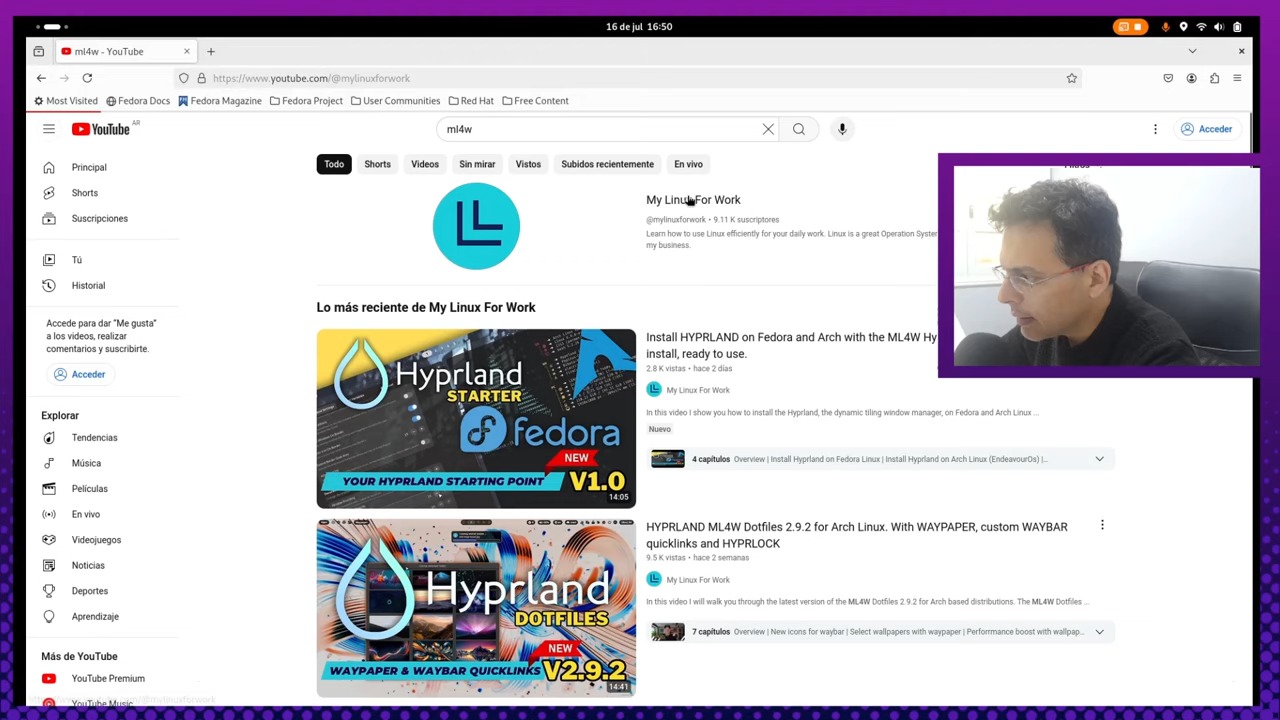 16 de jul 16:50
ml4w - YouTube
https://www.youtube.com/@mylinuxforwork
Most Visited Fedora Docs Fedora Magazine Fedora Project User Communities Red Hat Free Content
YouTube AR
ml4w
Acceder
Todo Shorts Videos Sin mirar Vistos Subidos recientemente En vivo
Principal
Shorts
Suscripciones
Tú
Historial
Accede para dar “Me gusta”
a los videos, realizar
comentarios y suscribirte.
Acceder
Explorar
Tendencias
Música
Películas
En vivo
Videojuegos
Noticias
Deportes
Aprendizaje
Más de YouTube
YouTube Premium
YouTube Music
https://www.youtube.com/@mylinuxforwork
My Linux For Work
@mylinuxforwork • 9.11 K suscriptores
Learn how to use Linux efficiently for your daily work. Linux is a great Operation System
my business.
Lo más reciente de My Linux For Work
Hyprland
STARTER
fedora
NEW
YOUR HYPRLAND STARTING POINT V1.0
14:05
Install HYPRLAND on Fedora and Arch with the ML4W Hy
install, ready to use.
2.8 K vistas • hace 2 días
My Linux For Work
In this video I show you how to install the Hyprland, the dynamic tiling window manager, on Fedora and Arch Linux ...
Nuevo
4 capítulos Overview | Install Hyprland on Fedora Linux | Install Hyprland on Arch Linux (EndeavourOs) |...
Hyprland
DOTFILES
NEW
WAYPAPER & WAYBAR QUICKLINKS V2.9.2
14:41
HYPRLAND ML4W Dotfiles 2.9.2 for Arch Linux. With WAYPAPER, custom WAYBAR
quicklinks and HYPRLOCK
9.5 K vistas • hace 2 semanas
My Linux For Work
In this video I will walk you through the latest version of the ML4W Dotfiles 2.9.2 for Arch based distributions. The ML4W Dotfiles ...
7 capítulos Overview | New icons for waybar | Select wallpapers with waypaper | Perforrmance boost with wallpap...